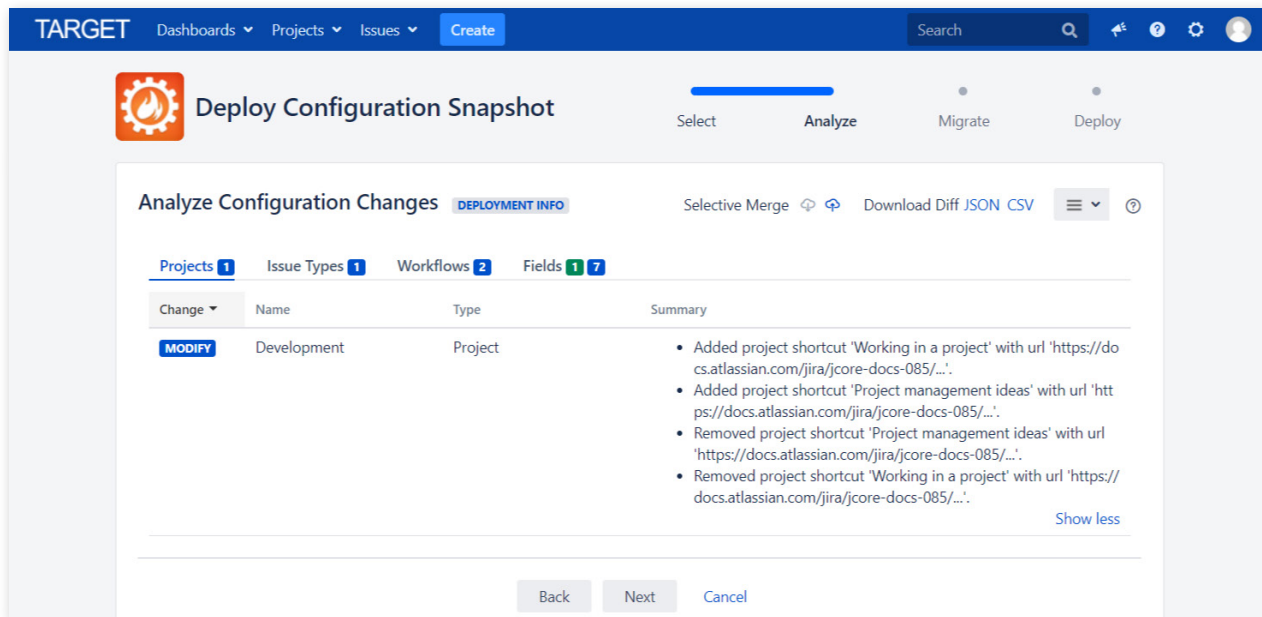 TARGET Dashboards Projects Issues Create Search
Deploy Configuration Snapshot
Select Analyze Migrate Deploy
Analyze Configuration Changes DEPLOYMENT INFO Selective Merge Download Diff JSON CSV
Projects 1 Issue Types 1 Workflows 2 Fields 1 7
Change Name Type Summary
MODIFY Development Project • Added project shortcut 'Working in a project' with url 'https://do
cs.atlassian.com/jira/jcore-docs-085/...'.
• Added project shortcut 'Project management ideas' with url 'htt
ps://docs.atlassian.com/jira/jcore-docs-085/...'.
• Removed project shortcut 'Project management ideas' with url
'https://docs.atlassian.com/jira/jcore-docs-085/...'.
• Removed project shortcut 'Working in a project' with url 'https://
docs.atlassian.com/jira/jcore-docs-085/...'.
Show less
Back Next Cancel